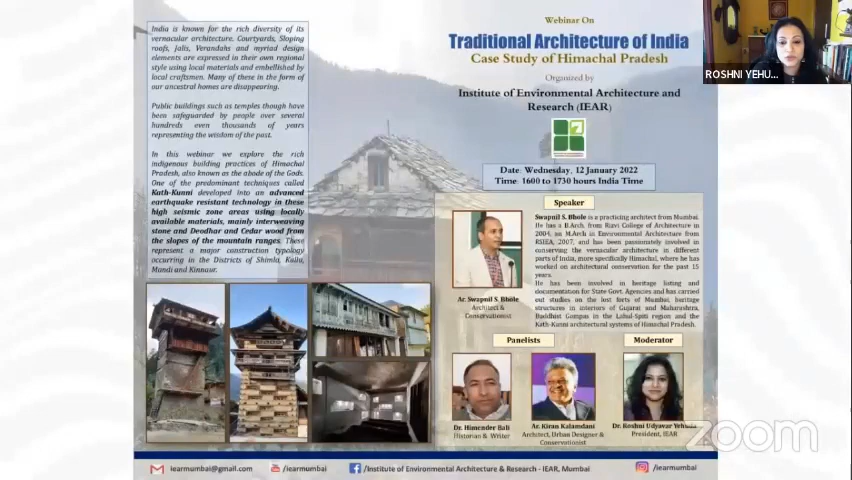 India is known for the rich diversity of its
vernacular architecture. Courtyards, Sloping
roofs, Jalis, Verandahs and myriad design
elements are expressed in their own regional
style using local materials and embellished by
local craftsmen. Many of these in the form of
our ancestral homes are disappearing.
Public buildings such as temples though have
been safeguarded by people over several
hundreds even thousands of years
representing the wisdom of the past.
In this webinar we explore the rich
indigenous building practices of Himachal
Pradesh, also known as the abode of the Gods.
One of the predominant techniques called
Kath-Kunni developed into an advanced
earthquake resistant technology in these
high seismic zone areas using locally
available materials, mainly interweaving
stone and Deodhar and Cedar wood from
the slopes of the mountain ranges. These
represent a major construction typology
occurring in the Districts of Shimla, Kullu,
Mandi and Kinnaur.
Webinar On
Traditional Architecture of India
Case Study of Himachal Pradesh
Organized by
Institute of Environmental Architecture and
Research (IEAR)
Date: Wednesday, 12 January 2022
Time: 1600 to 1730 hours India Time
Speaker
Ar. Swapnil S. Bhole
Architect &
Conservationist
Swapnil S. Bhole is a practising architect from Mumbai.
He has a B.Arch. from Rizvi College of Architecture in
2004, an M.Arch in Environmental Architecture from
RSIEA, 2007, and has been passionately involved in
conserving the vernacular architecture in different
parts of India, more specifically Himachal, where he has
worked on architectural conservation for the past 15
years.
He has been involved in heritage listing and
documentation for State Govt. Agencies and has carried
out studies on the lost forts of Mumbai, heritage
structures in interiors of Gujarat and Maharashtra,
Buddhist Gompas in the Lahul-Spiti region and the
Kath-Kunni architectural systems of Himachal Pradesh.
Panelists
Moderator
Dr. Himender Bali
Historian & Writer
Ar. Kiran Kalamdani
Architect, Urban Designer &
Conservationist
Dr. Roshni Udyavar Yehuda
President, IEAR
iearmumbai@gmail.com
/iearmumbai
/Institute of Environmental Architecture & Research - IEAR, Mumbai
/iearmumbai
ROSHNI YEHU...
zoom